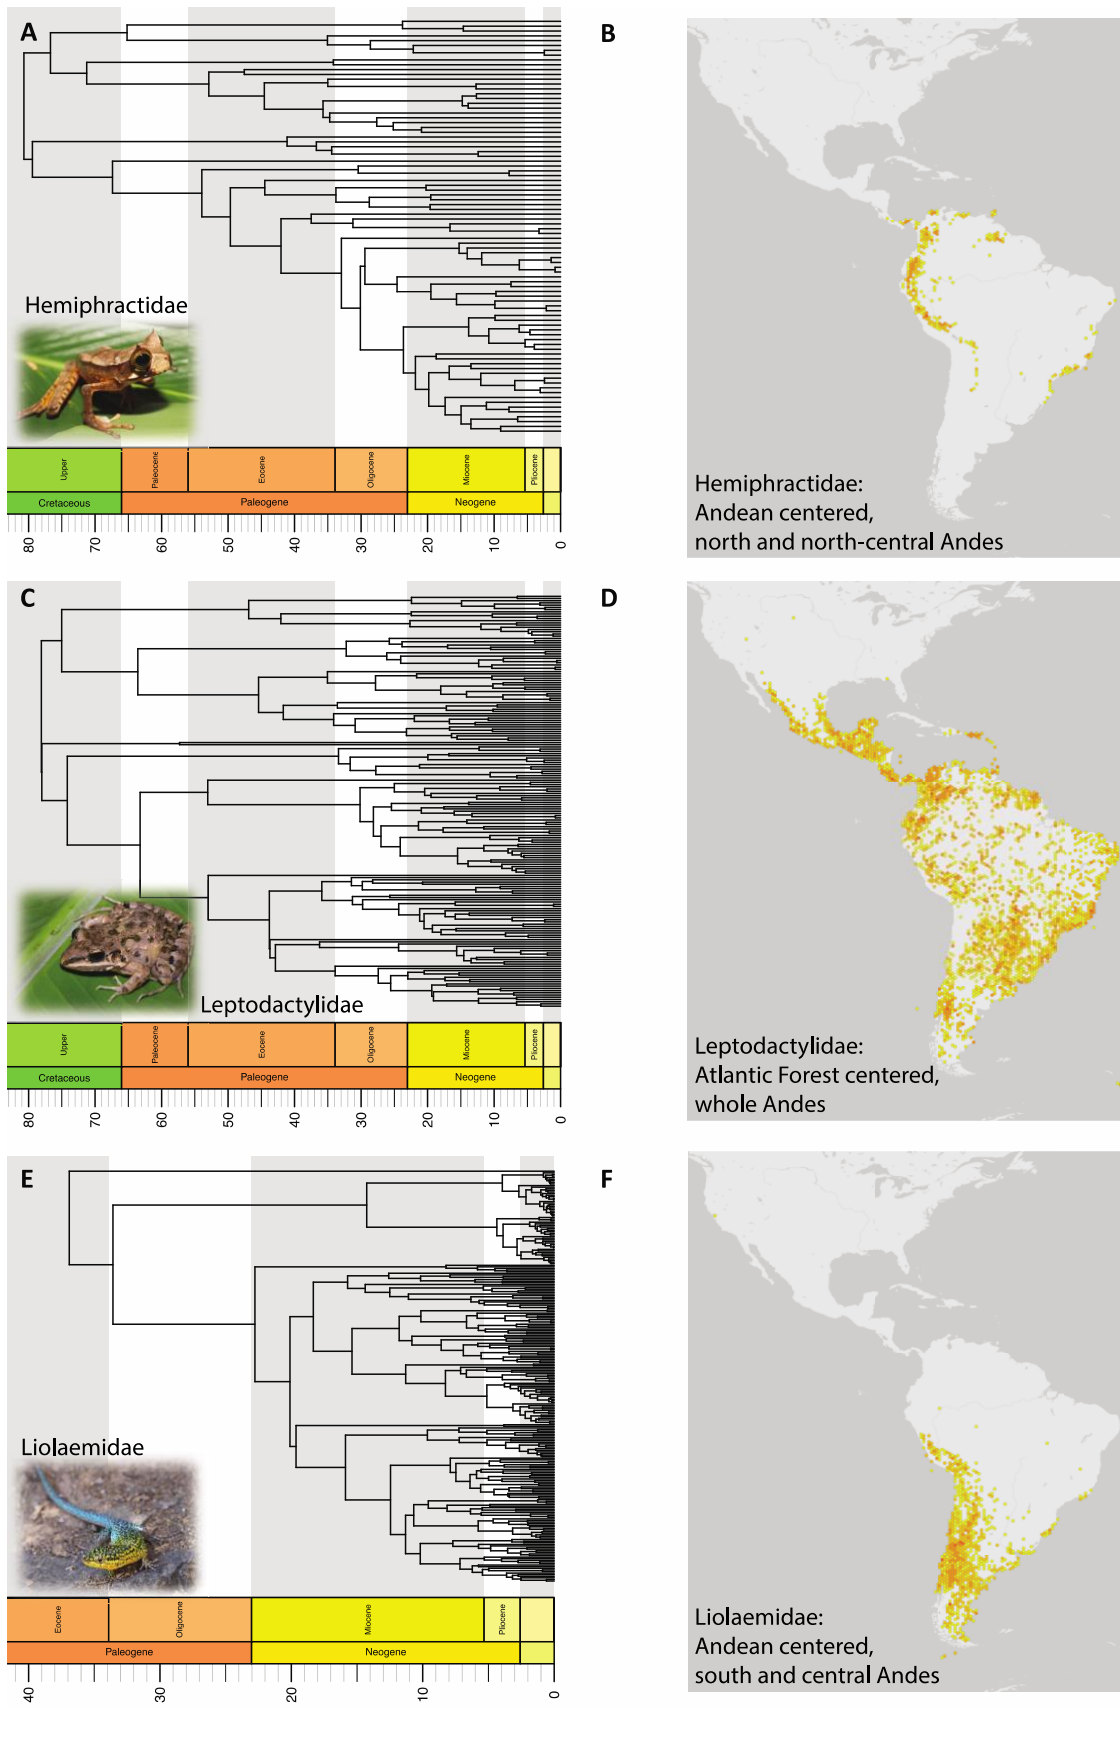 A
Hemiphractidae
Upper
Paleocene
Eocene
Oligocene
Miocene
Pliocene
Cretaceous
Paleogene
Neogene
80
70
60
50
40
30
20
10
0
B
Hemiphractidae:
Andean centered,
north and north-central Andes
C
Leptodactylidae
Upper
Paleocene
Eocene
Oligocene
Miocene
Pliocene
Cretaceous
Paleogene
Neogene
80
70
60
50
40
30
20
10
0
D
Leptodactylidae:
Atlantic Forest centered,
whole Andes
E
Liolaemidae
Eocene
Oligocene
Miocene
Pliocene
Paleogene
Neogene
40
30
20
10
0
F
Liolaemidae:
Andean centered,
south and central Andes